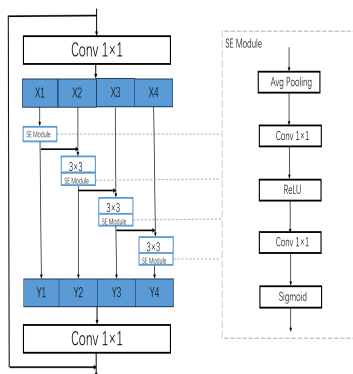 Conv 1×1
SE Module
X1 X2 X3 X4
Avg Pooling
SE Module
Conv 1×1
3×3
SE Module
ReLU
3×3
SE Module
Conv 1×1
3×3
SE Module
Y1 Y2 Y3 Y4
Sigmoid
Conv 1×1